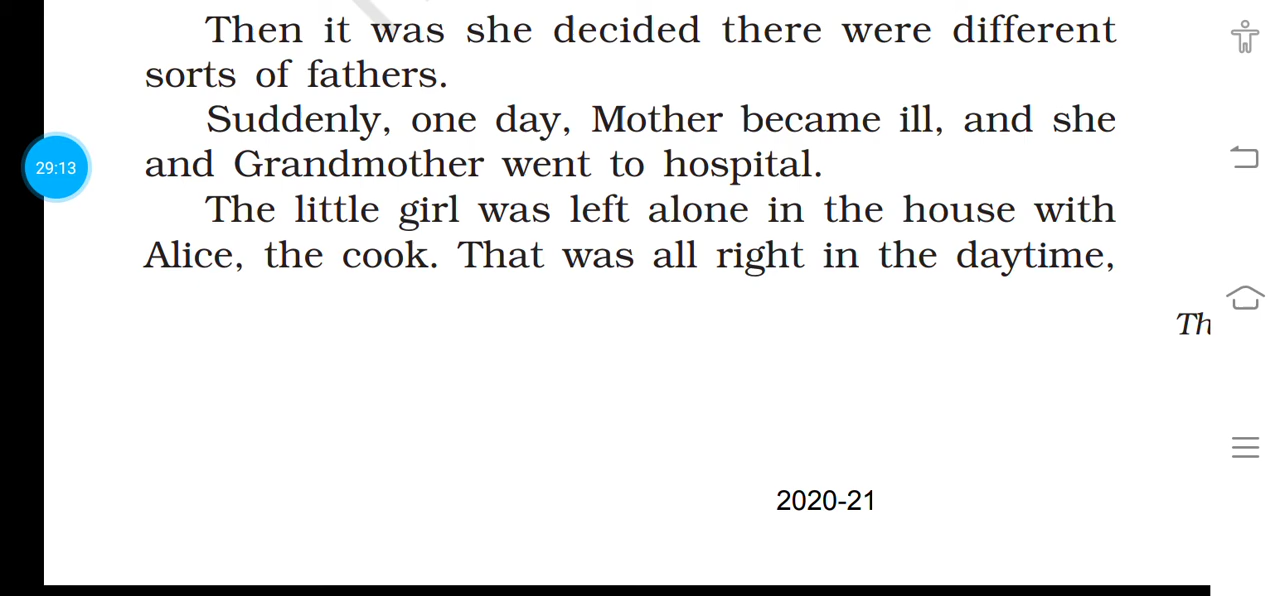 Then it was she decided there were different
sorts of fathers.
Suddenly, one day, Mother became ill, and she
29:13
and Grandmother went to hospital.
The little girl was left alone in the house with
Alice, the cook. That was all right in the daytime,
Th
2020-21